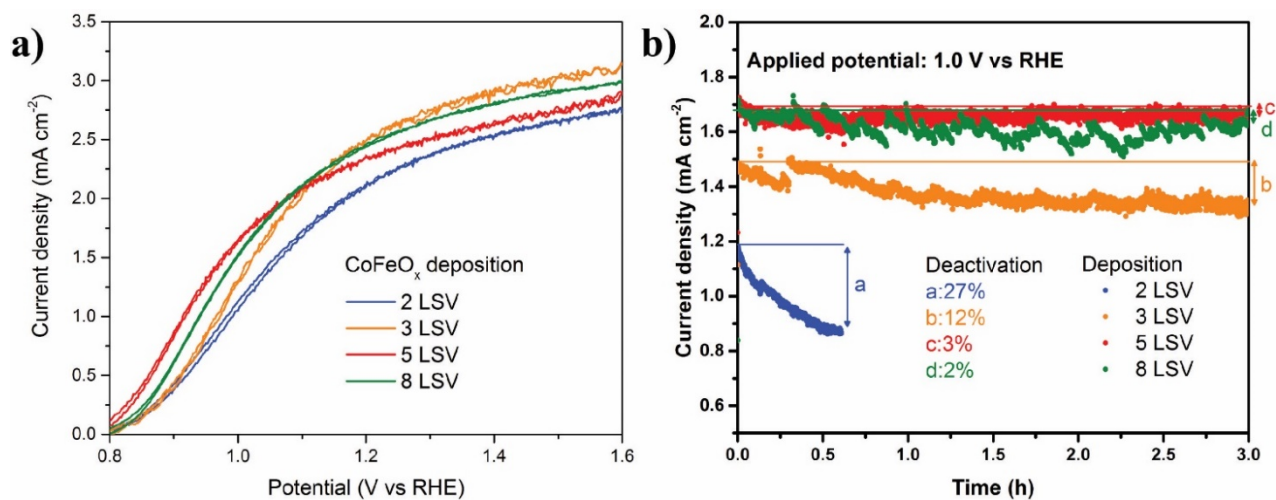 a)
3.5
3.0
2.5
2.0
1.5
1.0
0.5
0.0
Current density (mA cm-2)
CoFeOx deposition
2 LSV
3 LSV
5 LSV
8 LSV
0.8 1.0 1.2 1.4 1.6
Potential (V vs RHE)
b)
2.0
1.8
1.6
1.4
1.2
1.0
0.8
0.6
Current density (mA cm-2)
Applied potential: 1.0 V vs RHE
c
d
b
a
Deactivation
a:27%
b:12%
c:3%
d:2%
Deposition
2 LSV
3 LSV
5 LSV
8 LSV
0.0 0.5 1.0 1.5 2.0 2.5 3.0
Time (h)